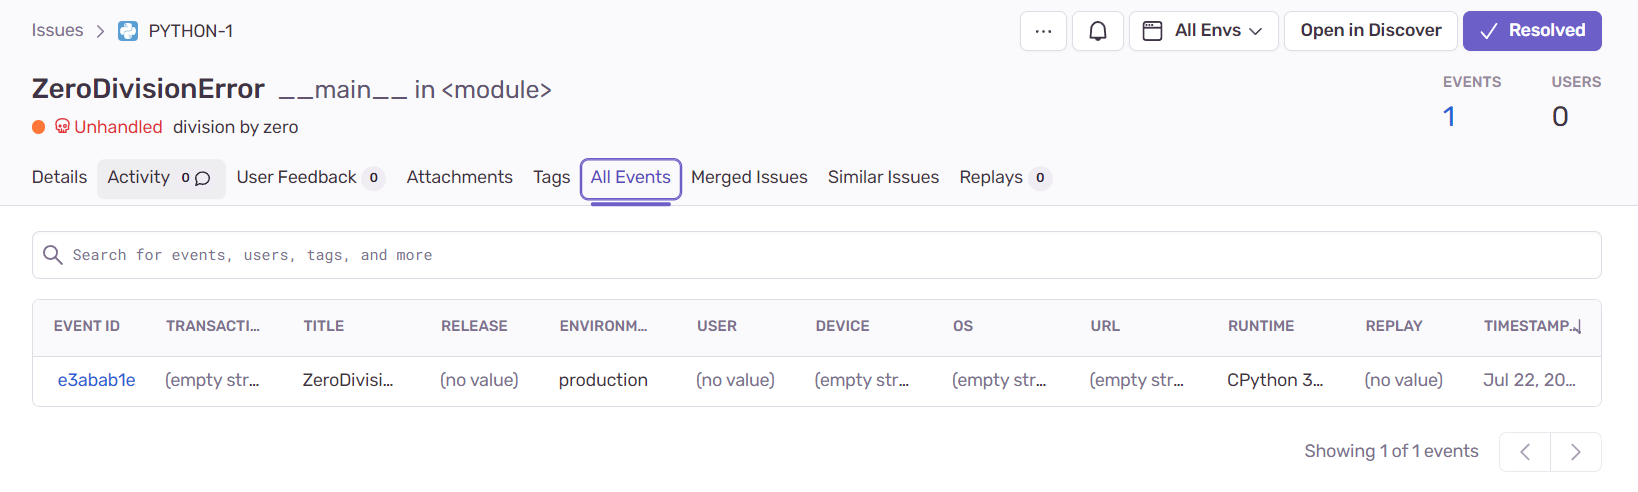 Issues > PYTHON-1
... All Envs Open in Discover Resolved
ZeroDivisionError __main__ in <module>
EVENTS USERS
1 0
Unhandled division by zero
Details Activity 0 User Feedback 0 Attachments Tags All Events Merged Issues Similar Issues Replays 0
Search for events, users, tags, and more
EVENT ID TRANSACTI... TITLE RELEASE ENVIRONM... USER DEVICE OS URL RUNTIME REPLAY TIMESTAMP...
e3abab1e (empty str... ZeroDivisi... (no value) production (no value) (empty str... (empty str... (empty str... CPython 3... (no value) Jul 22, 20...
Showing 1 of 1 events